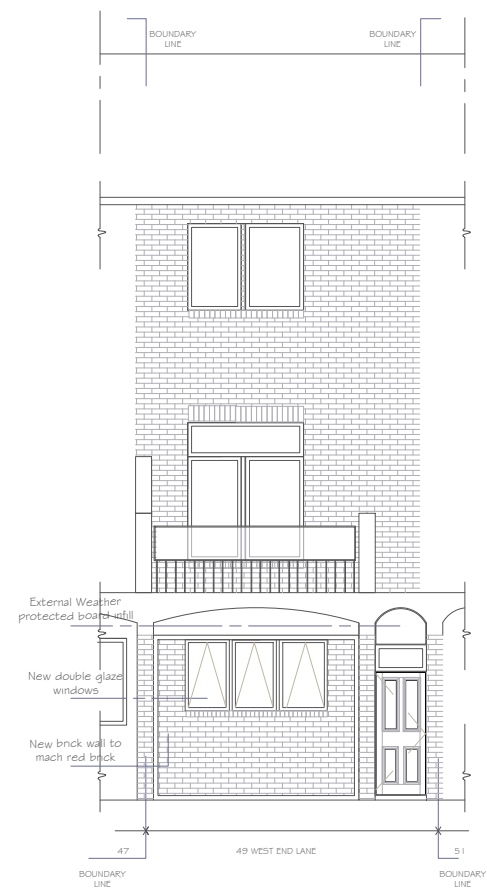 BOUNDARY
LINE
BOUNDARY
LINE
External Weather
protected board infill
New double glaze
windows
New brick wall to
mach red brick
47
49 WEST END LANE
51
BOUNDARY
LINE
BOUNDARY
LINE